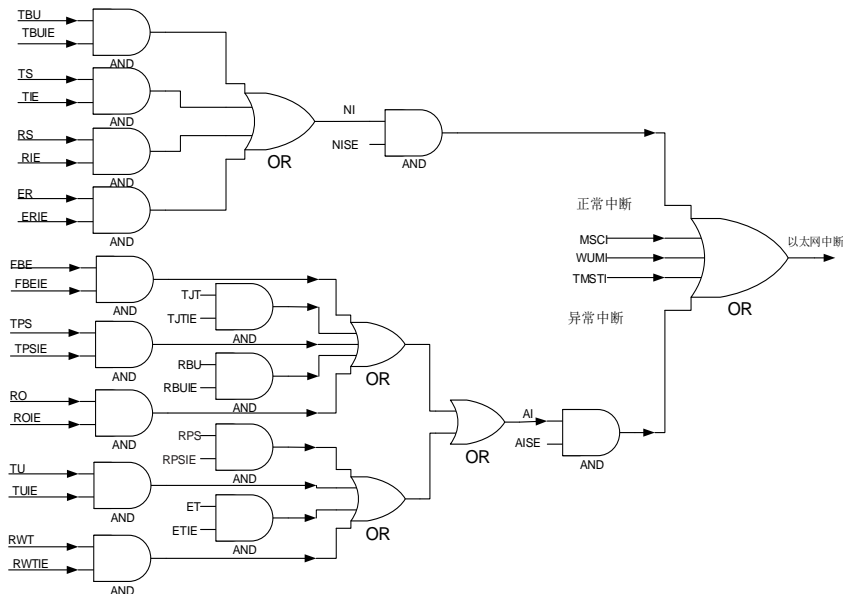 TBU
TBUIE
AND
TS
TIE
AND
RS
RIE
AND
ER
ERIE
AND
OR
NI
NISE
AND
正常中断
MSCI
WUMI
TMSTI
异常中断
以太网中断
OR
FBE
FBEIE
AND
TJT
TJTIE
AND
TPS
TPSIE
AND
RBU
RBUIE
AND
OR
RO
ROIE
AND
RPS
RPSIE
AND
OR
AI
AISE
AND
TU
TUIE
AND
ET
ETIE
AND
OR
RWT
RWTIE
AND